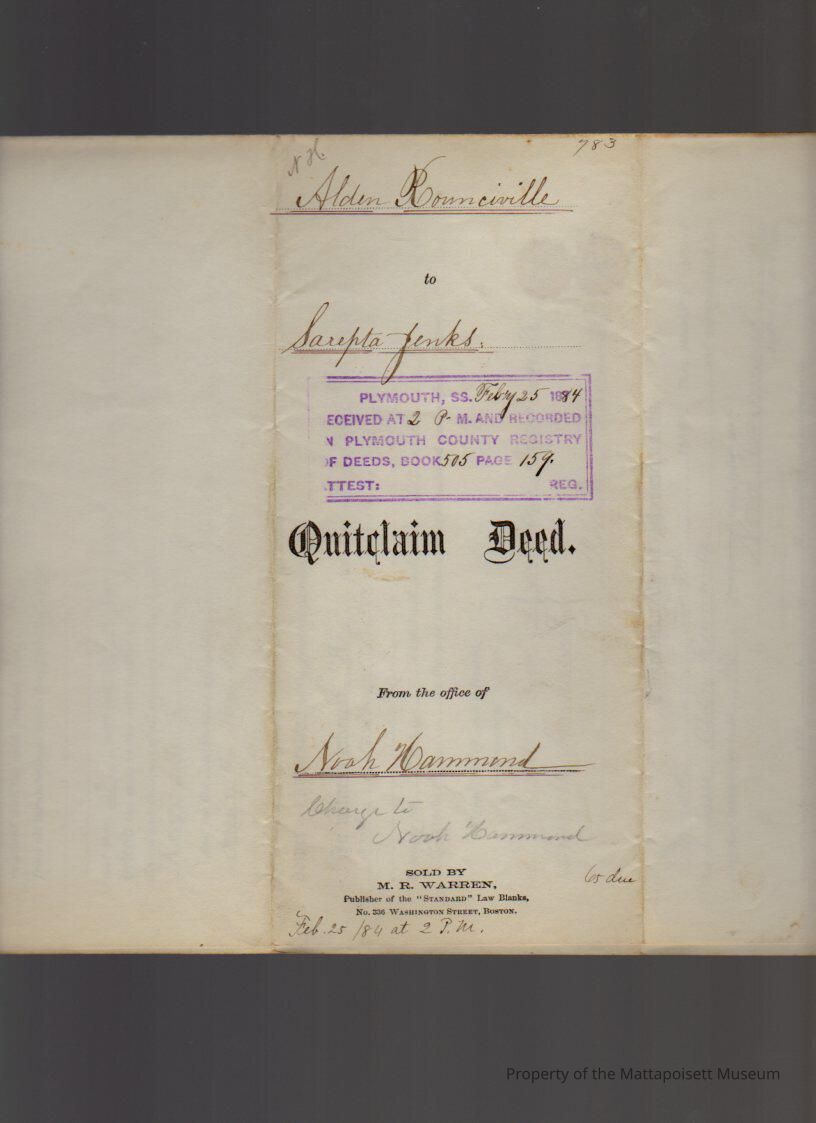 N H.
783
Alden Rounciville
to
Sarepta Jenks.
PLYMOUTH, SS. Feby 25 1884
ECEIVED AT 2 P. M. AND RECORDED
N PLYMOUTH COUNTY REGISTRY
OF DEEDS, BOOK 505 PAGE 159.
ATTEST: REG.
Quitclaim Deed.
From the office of
Noah Hammond
Charge to
Noah Hammond
65 due
SOLD BY
M. R. WARREN,
Publisher of the "STANDARD" Law Blanks,
No. 336 WASHINGTON STREET, BOSTON.
Feb. 25 /84 at 2 P.M.
Property of the Mattapoisett Museum